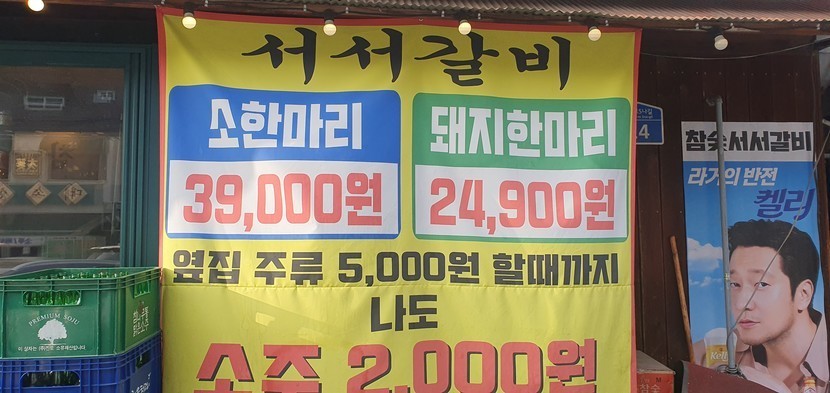 서서갈비
소한마리
39,000원
돼지한마리
24,900원
옆집 주류 5,000원 할때까지
나도
소주 2,000원
4
참숯서서갈비
라거의 반전
켈리
PREMIUM SOJU